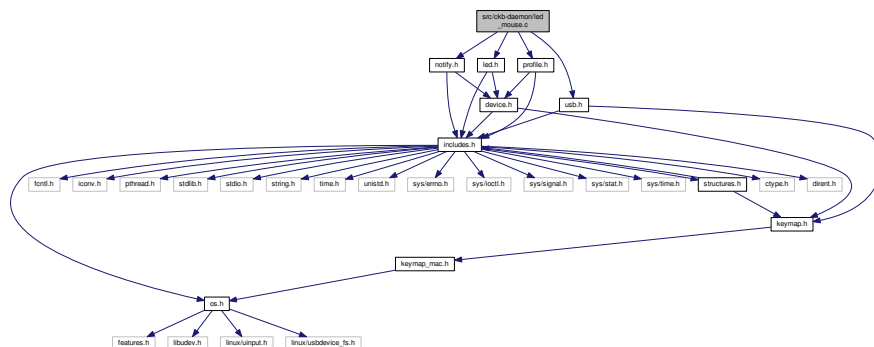 src/ckb-daemon/led
_mouse.c
notify.h
led.h
profile.h
device.h
usb.h
includes.h
fcntl.h
iconv.h
pthread.h
stdlib.h
stdio.h
string.h
time.h
unistd.h
sys/errno.h
sys/ioctl.h
sys/signal.h
sys/stat.h
sys/time.h
structures.h
ctype.h
dirent.h
keymap.h
keymap_mac.h
os.h
features.h
libudev.h
linux/uinput.h
linux/usbdevice_fs.h